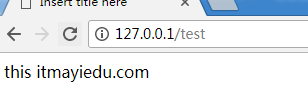 Insert title here
127.0.0.1/test
this itmayiedu.com